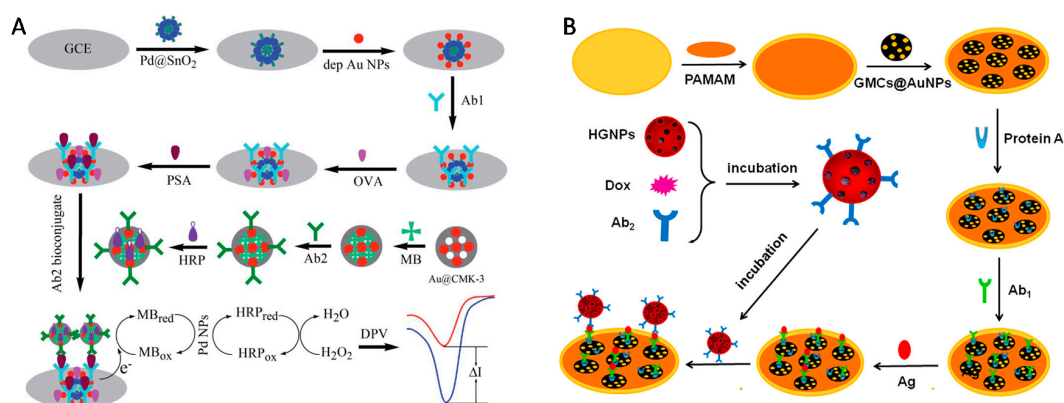 A
GCE
Pd@SnO2
dep Au NPs
Ab1
OVA
PSA
Ab2 bioconjugate
HRP
Ab2
MB
Au@CMK-3
MBred
MBox
e-
Pd NPs
HRPred
HRPox
H2O
H2O2
DPV
ΔI
B
PAMAM
GMCs@AuNPs
Protein A
HGNPs
Dox
Ab2
incubation
incubation
Ab1
Ag